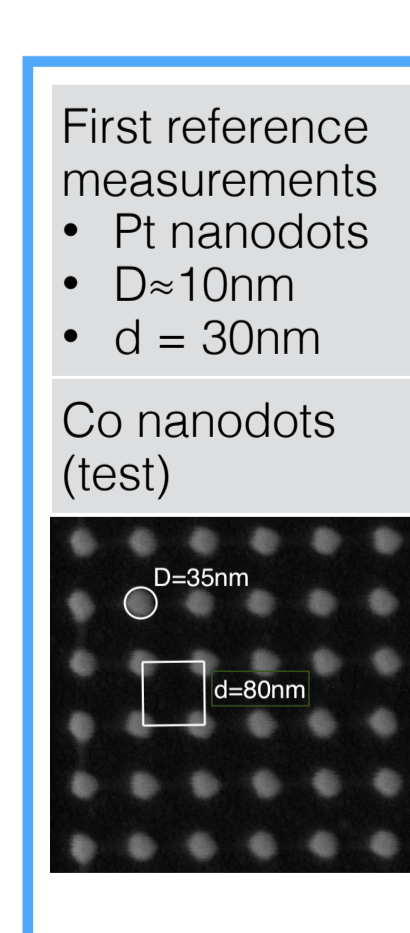 First reference
measurements
• Pt nanodots
• D≈10nm
• d = 30nm
Co nanodots
(test)
D=35nm
d=80nm